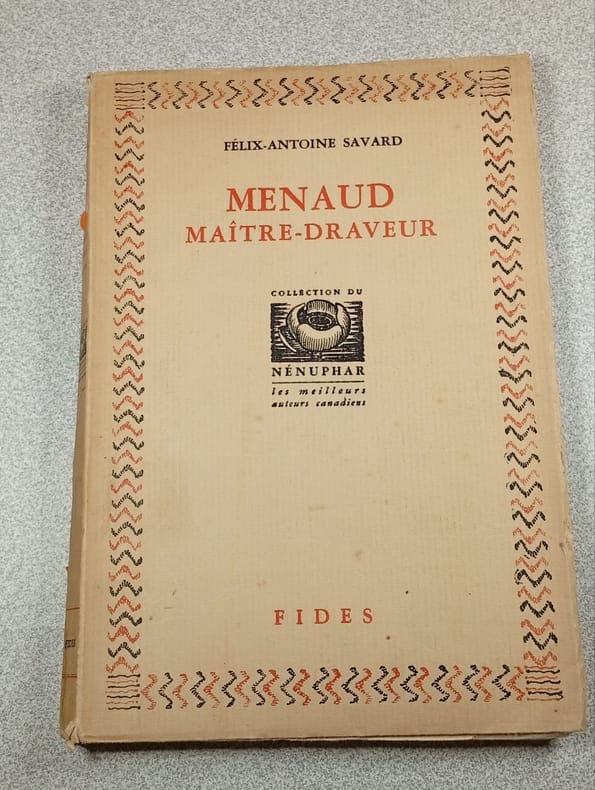 FÉLIX-ANTOINE SAVARD
MENAUD
MAÎTRE-DRAVEUR
COLLECTION DU
NÉNUPHAR
les meilleurs
auteurs canadiens
FIDES